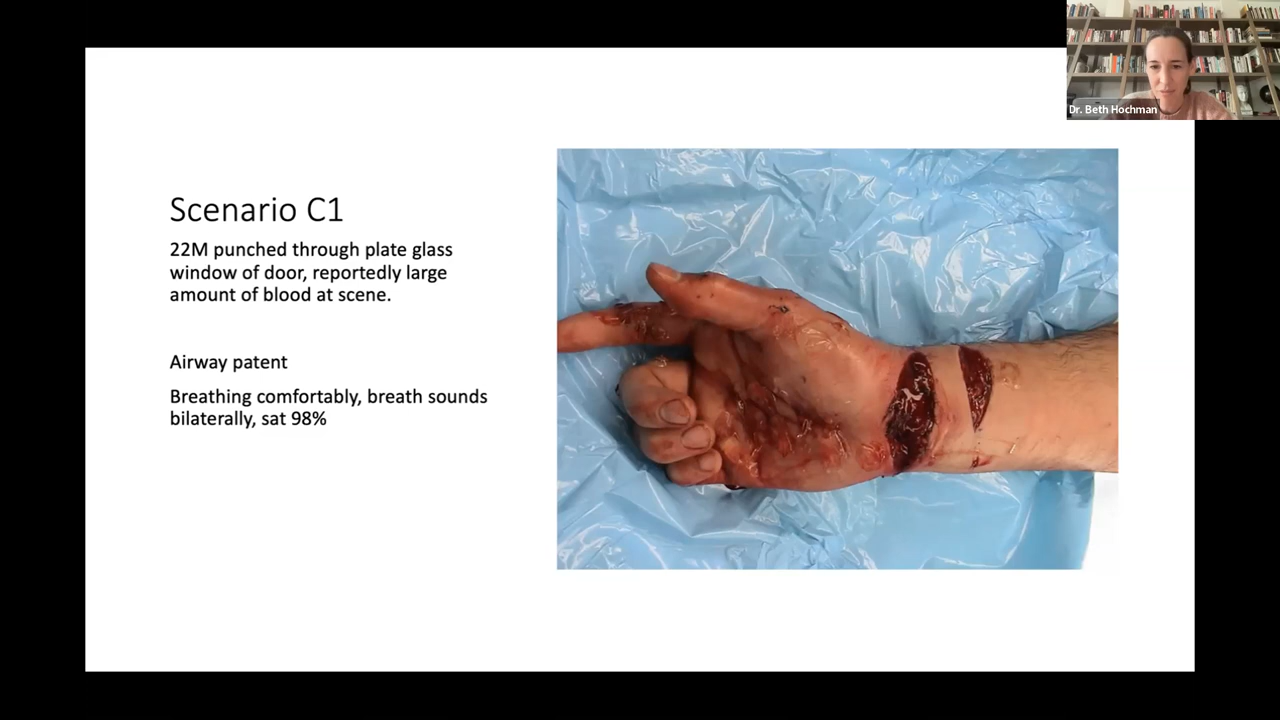 Dr. Beth Hochman
Scenario C1
22M punched through plate glass
window of door, reportedly large
amount of blood at scene.
Airway patent
Breathing comfortably, breath sounds
bilaterally, sat 98%